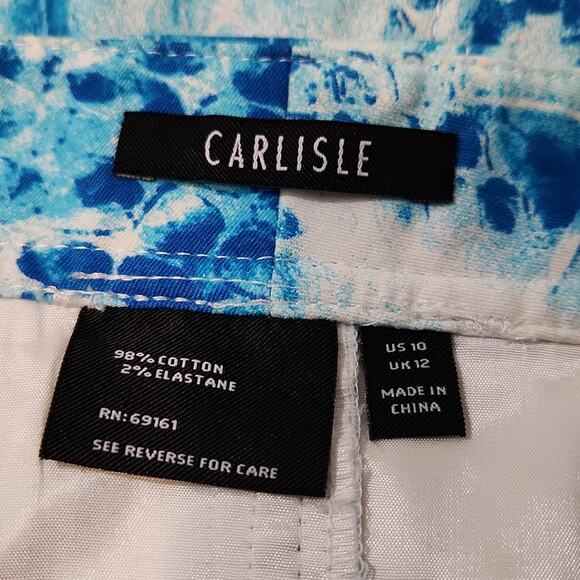 CARLISLE
98% COTTON
2% ELASTANE
RN: 69161
SEE REVERSE FOR CARE
US 10
UK 12
MADE IN
CHINA